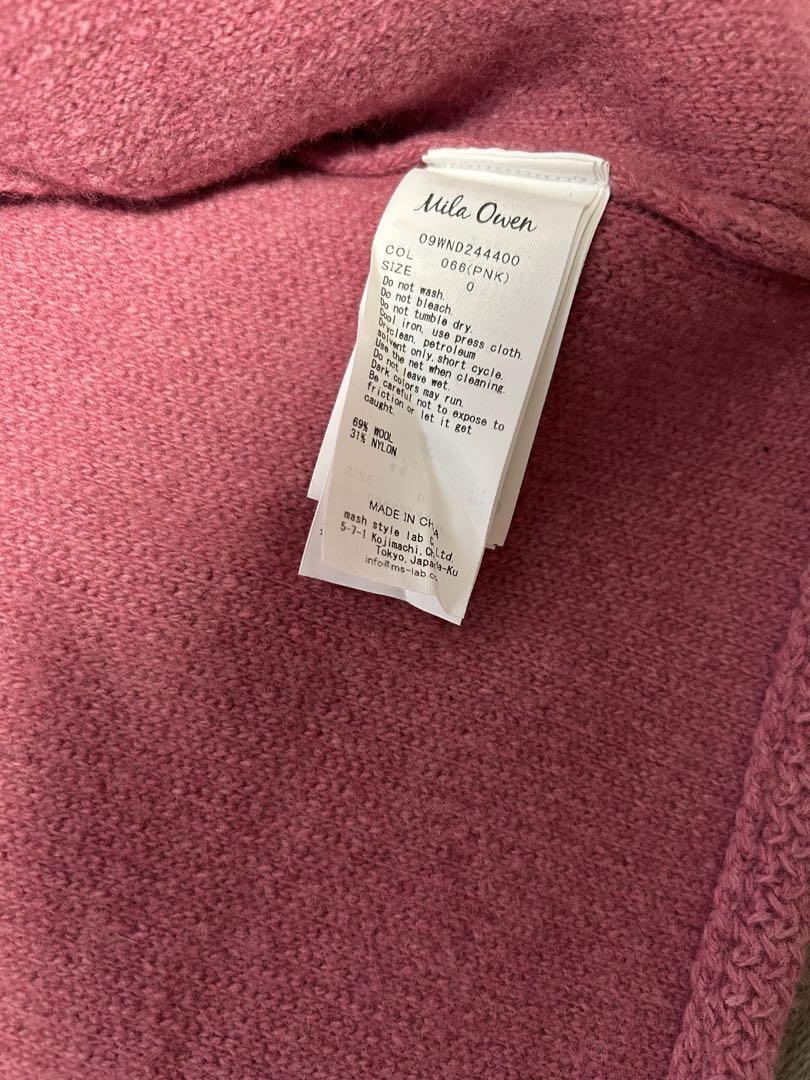 Mila Owen
09WND244400
COL 066(PNK)
SIZE 0
Do not wash.
Do not bleach.
Do not tumble dry.
Cool iron, use press cloth.
Dryclean, petroleum
solvent only, short cycle.
Use the net when cleaning.
Do not leave wet.
Dark colors may run.
Be careful not to expose to
friction or let it get
caught.
69% WOOL
31% NYLON
MADE IN CH
mash style lab Ltd.
5-7-1 Kojimachi, Ku
Tokyo, Japa
info@ms-lab.co